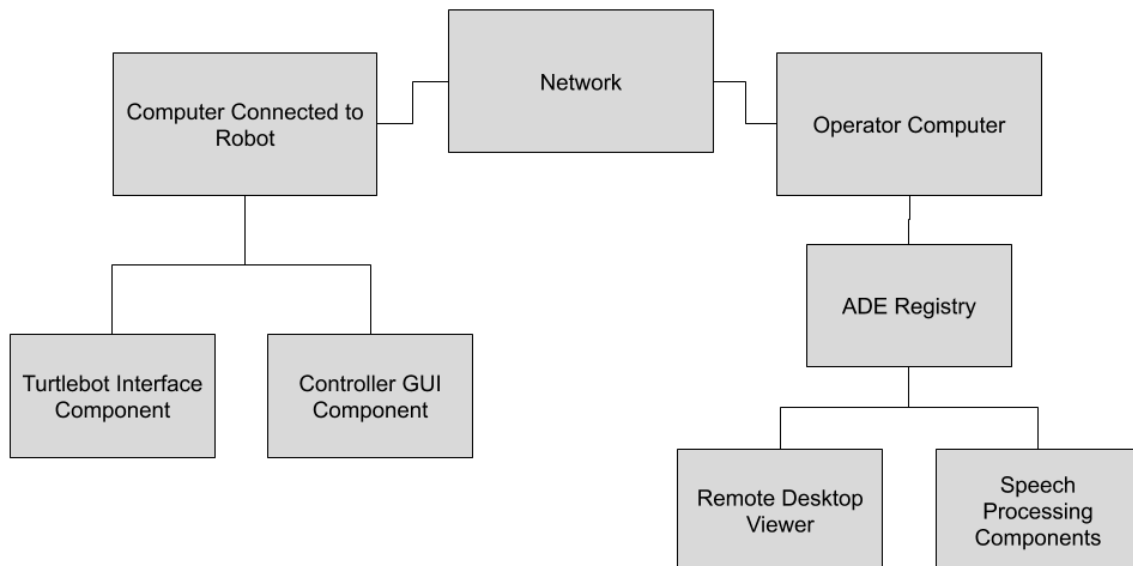 Network
Computer Connected to
Robot
Operator Computer
ADE Registry
Turtlebot Interface
Component
Controller GUI
Component
Remote Desktop
Viewer
Speech
Processing
Components